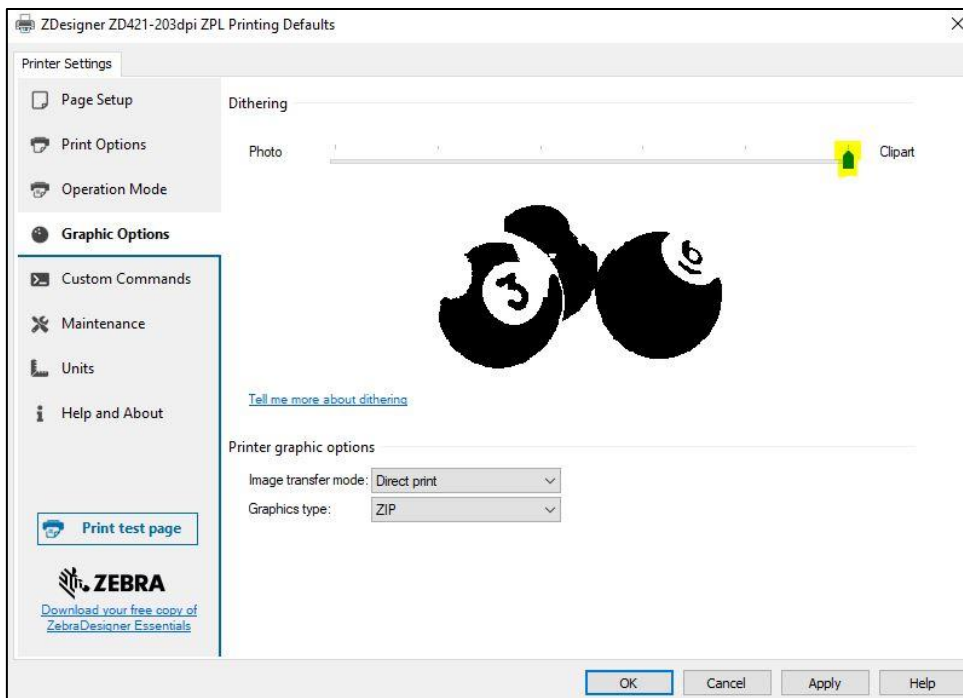 ZDesigner ZD421-203dpi ZPL Printing Defaults
Printer Settings
Page Setup
Print Options
Operation Mode
Graphic Options
Custom Commands
Maintenance
Units
Help and About
Print test page
ZEBRA
Download your free copy of
ZebraDesigner Essentials
Dithering
Photo
Clipart
3
16
Tell me more about dithering
Printer graphic options
Image transfer mode: Direct print
Graphics type: ZIP
OK Cancel Apply Help